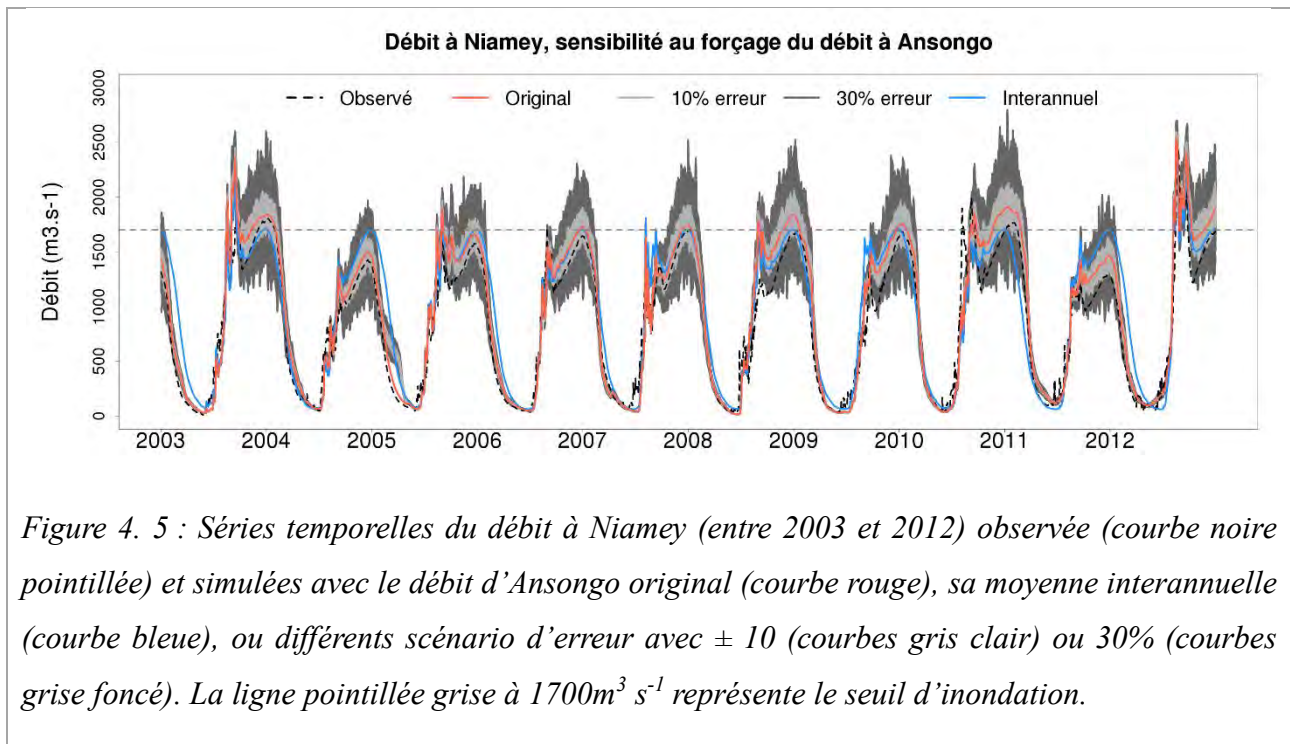 Débit à Niamey, sensibilité au forçage du débit à Ansongo
Observé Original 10% erreur 30% erreur Interannuel
Débit (m3.s-1)
3000
2500
2000
1500
1000
500
0
2003 2004 2005 2006 2007 2008 2009 2010 2011 2012
Figure 4. 5 : Séries temporelles du débit à Niamey (entre 2003 et 2012) observée (courbe noire
pointillée) et simulées avec le débit d’Ansongo original (courbe rouge), sa moyenne interannuelle
(courbe bleue), ou différents scénario d’erreur avec ± 10 (courbes gris clair) ou 30% (courbes
grise foncé). La ligne pointillée grise à 1700m³ s⁻¹ représente le seuil d’inondation.